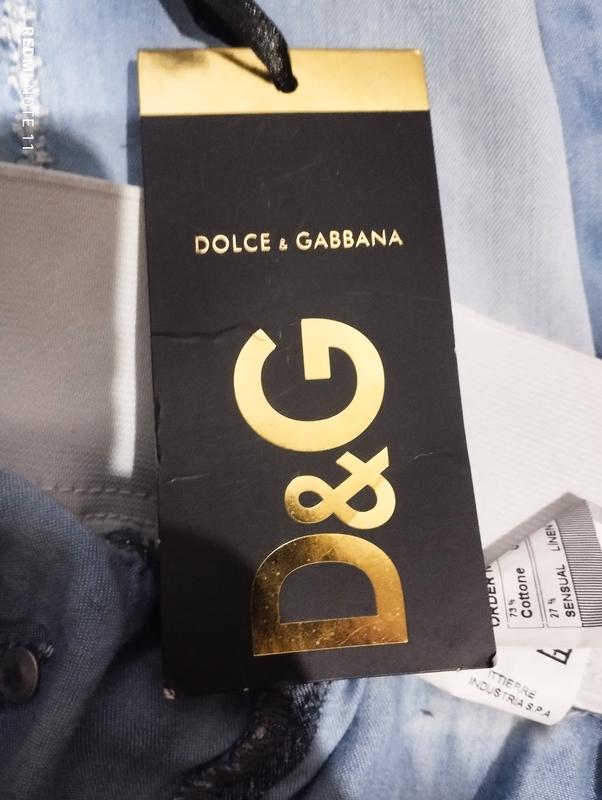 REDMI NOTE 11
DOLCE & GABBANA
D&G
73%
Cottone
27%
SENSUAL LINEN
ITTIERRE
INDUSTRIA S.P.A